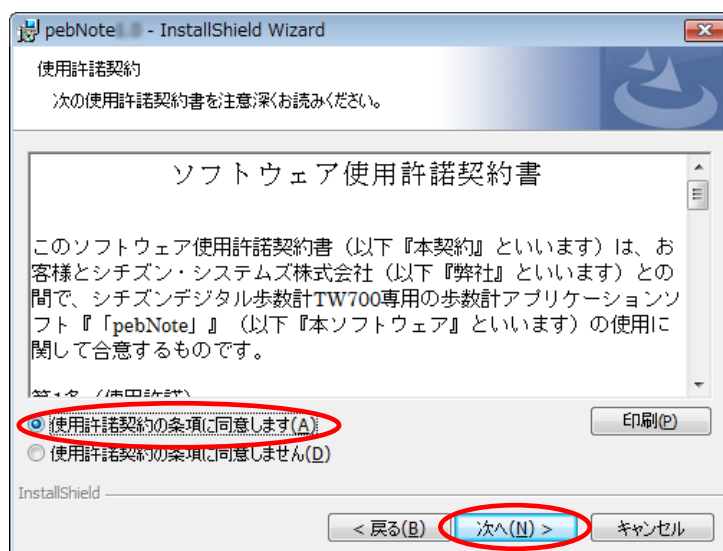 pebNote - InstallShield Wizard
使用許諾契約
次の使用許諾契約書を注意深くお読みください。
ソフトウェア使用許諾契約書
このソフトウェア使用許諾契約書（以下『本契約』といいます）は、お
客様とシチズン・システムズ株式会社（以下『弊社』といいます）との
間で、シチズンデジタル歩数計TW700専用の歩数計アプリケーションソ
フト『「pebNote」』（以下『本ソフトウェア』といいます）の使用に
関して合意するものです。
第1条（使用許諾）
使用許諾契約の条項に同意します(A)
印刷(P)
使用許諾契約の条項に同意しません(D)
InstallShield
< 戻る(B)
次へ(N) >
キャンセル